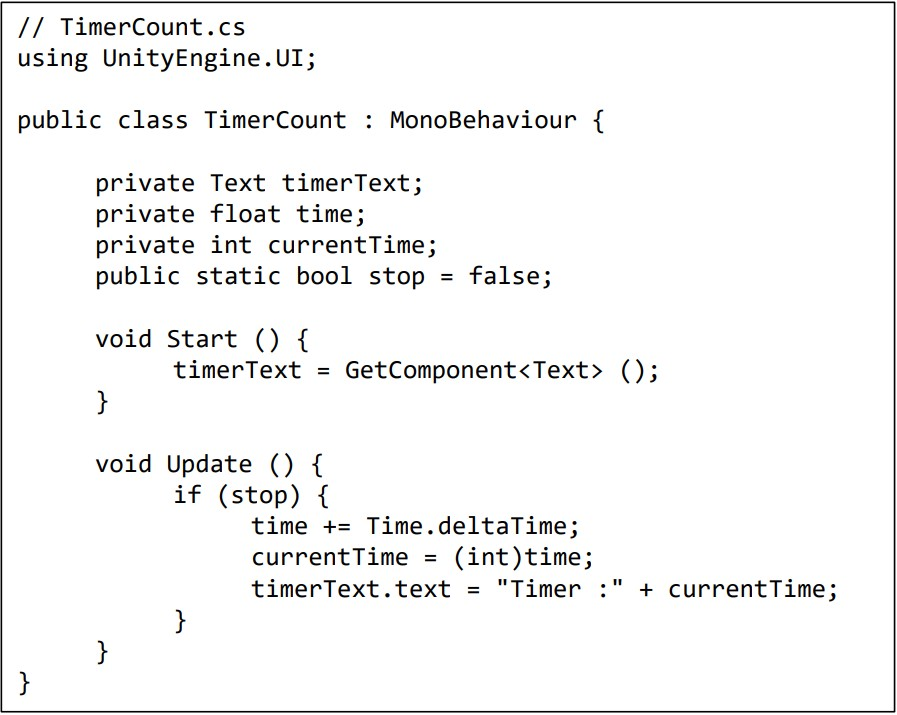 // TimerCount.cs
using UnityEngine.UI;
public class TimerCount : MonoBehaviour {
private Text timerText;
private float time;
private int currentTime;
public static bool stop = false;
void Start () {
timerText = GetComponent<Text> ();
}
void Update () {
if (stop) {
time += Time.deltaTime;
currentTime = (int)time;
timerText.text = "Timer :" + currentTime;
}
}
}